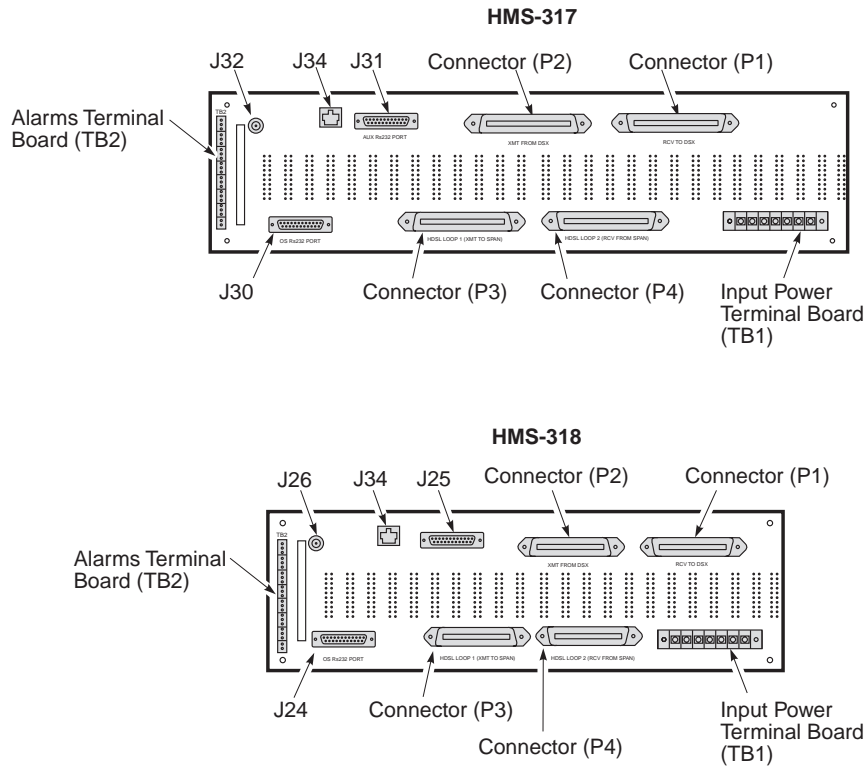 HMS-317
J32 J34 J31 Connector (P2) Connector (P1)
Alarms Terminal
Board (TB2)
TB2
AUX Rs232 PORT
XMT FROM DSX
RCV TO DSX
OS Rs232 PORT
HDSL LOOP 1 (XMT TO SPAN)
HDSL LOOP 2 (RCV FROM SPAN)
J30 Connector (P3) Connector (P4) Input Power
Terminal Board
(TB1)
HMS-318
J26 J34 J25 Connector (P2) Connector (P1)
Alarms Terminal
Board (TB2)
TB2
XMT FROM DSX
RCV TO DSX
OS Rs232 PORT
HDSL LOOP 1 (XMT TO SPAN)
HDSL LOOP 2 (RCV FROM SPAN)
J24 Connector (P3) Connector (P4) Input Power
Terminal Board
(TB1)